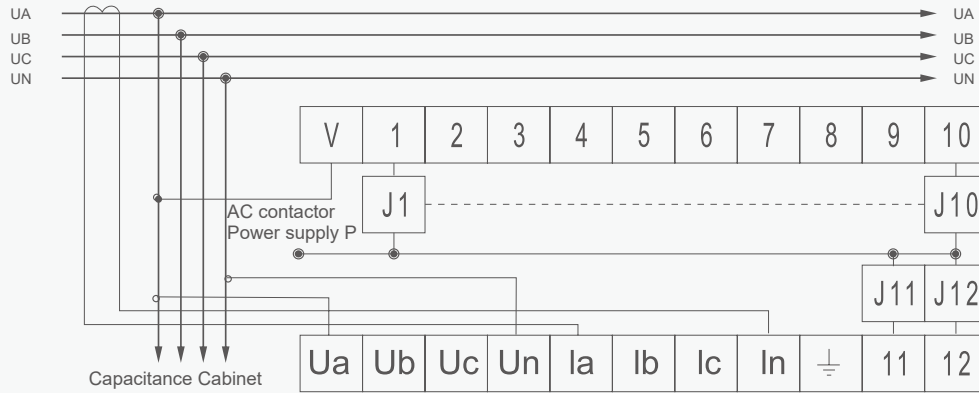 UA UA
UB UB
UC UC
UN UN
V 1 2 3 4 5 6 7 8 9 10
J1 J10
AC contactor
Power supply P
J11 J12
Ua Ub Uc Un Ia Ib Ic In 11 12
Capacitance Cabinet